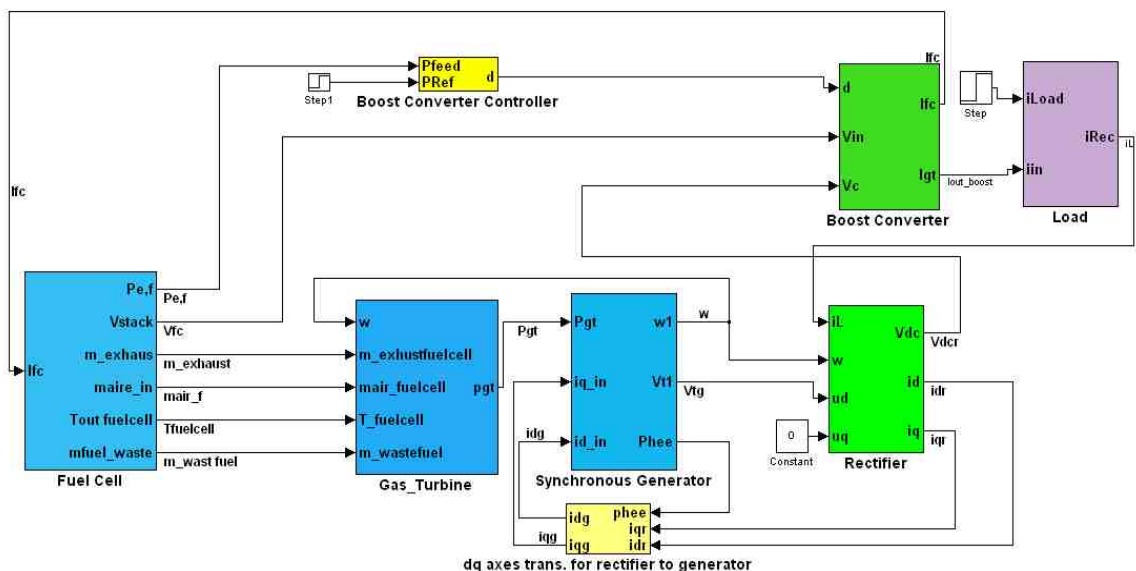 Ifc
Pfeed
PRef
d
Step1
Boost Converter Controller
d
Vin
Vc
Ifc
Igt
Boost Converter
Ifc
Step
Iout_boost
iLoad
iin
iRec
iL
Load
Ifc
Pe,f
Vstack
m_exhaus
maire_in
Tout fuelcell
mfuel_waste
Fuel Cell
Pe,f
Vfc
m_exhaust
mair_f
Tfuelcell
m_wast fuel
w
m_exhustfuelcell
mair_fuelcell
T_fuelcell
m_wastefuel
pgt
Gas_Turbine
Pgt
idg
Pgt
iq_in
id_in
w1
Vt1
Phee
Synchronous Generator
w
Vtg
0
Constant
iL
w
ud
uq
Vdc
id
iq
Rectifier
Vdcr
idr
iqr
iqg
idg
iqg
phee
iqr
idr
dq axes trans. for rectifier to generator